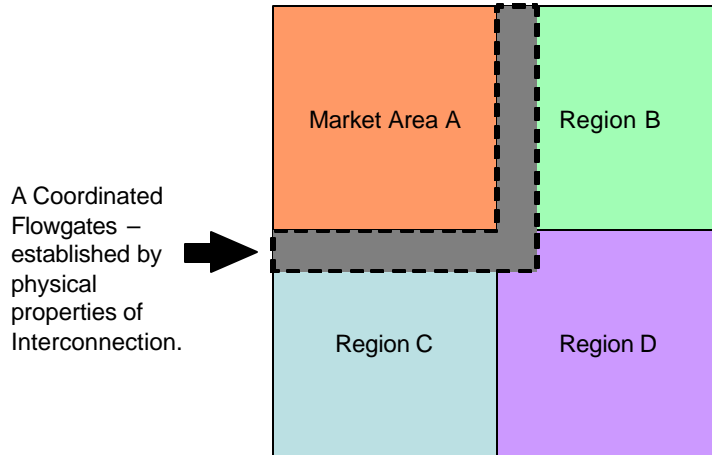 Market Area A
Region B
A Coordinated
Flowgates –
established by
physical
properties of
Interconnection.
Region C
Region D